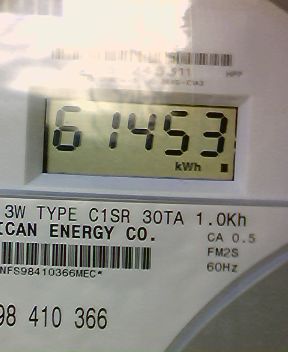 HPP
61453
kWh
3W TYPE C1SR 30TA 1.0Kh
ICAN ENERGY CO.
CA 0.5
FM2S
NFS98410366MEC*
60Hz
98 410 366